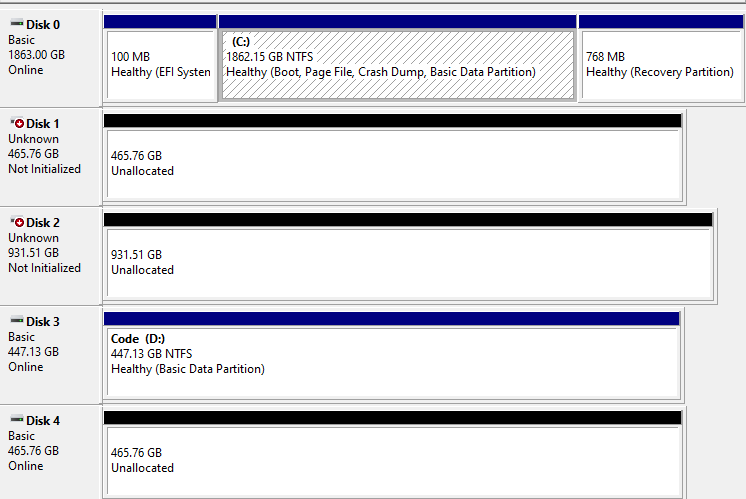 Disk 0
Basic
1863.00 GB
Online
100 MB
Healthy (EFI System
(C:)
1862.15 GB NTFS
Healthy (Boot, Page File, Crash Dump, Basic Data Partition)
768 MB
Healthy (Recovery Partition)
Disk 1
Unknown
465.76 GB
Not Initialized
465.76 GB
Unallocated
Disk 2
Unknown
931.51 GB
Not Initialized
931.51 GB
Unallocated
Disk 3
Basic
447.13 GB
Online
Code (D:)
447.13 GB NTFS
Healthy (Basic Data Partition)
Disk 4
Basic
465.76 GB
Online
465.76 GB
Unallocated